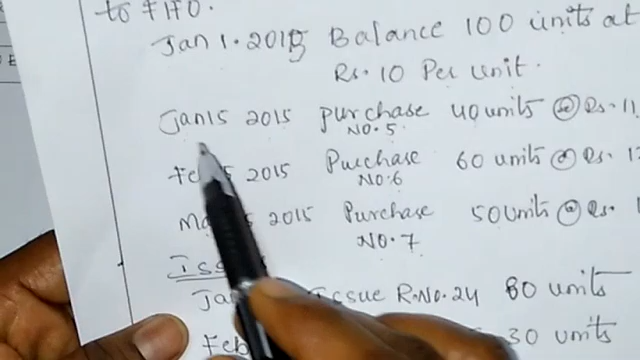 to FIFO.
Jan 1. 2015 Balance 100 units at
Rs. 10 Per unit.
Jan 15 2015 purchase 40 units @ Rs. 11
No. 5
2015 Purchase 60 units @ Rs.
No. 6
2015 Purchase 50 units @ Rs.
No. 7
Issue R.No. 24 80 units
Feb 30 units